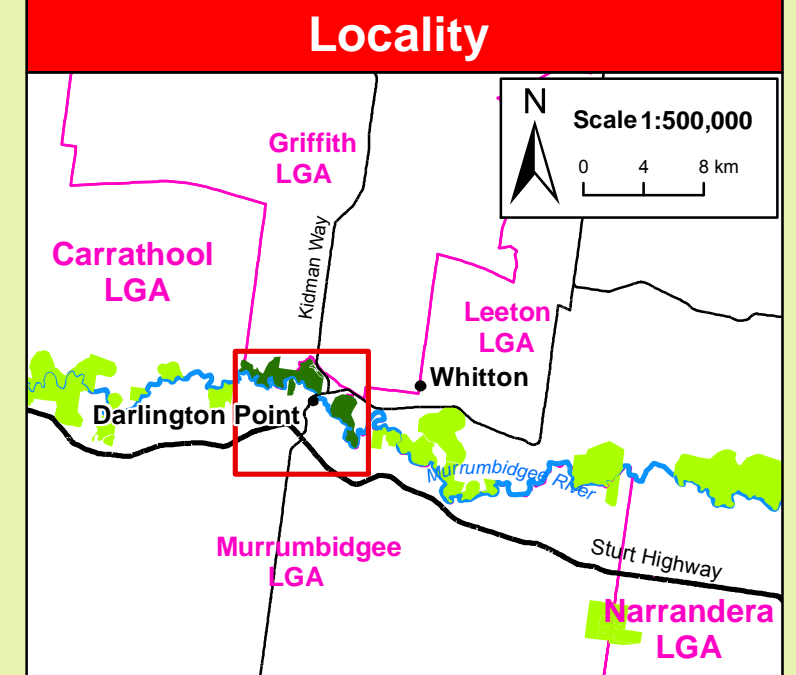 Locality
N
Scale 1:500,000
0 4 8 km
Griffith
LGA
Kidman Way
Carrathool
LGA
Leeton
LGA
Whitton
Darlington Point
Murrumbidgee River
Murrumbidgee
LGA
Sturt Highway
Narrandera
LGA